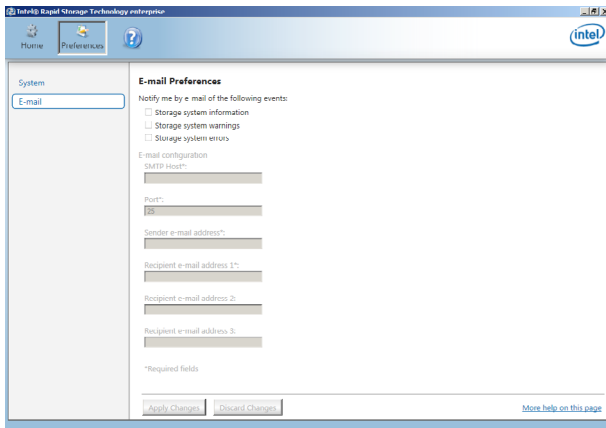 Intel® Rapid Storage Technology enterprise
Home
Preferences
?
intel
System
E-mail
E-mail Preferences
Notify me by e-mail of the following events:
Storage system information
Storage system warnings
Storage system errors
E-mail configuration
SMTP Host*:
Port*:
25
Sender e-mail address*:
Recipient e-mail address 1*:
Recipient e-mail address 2:
Recipient e-mail address 3:
*Required fields
Apply Changes
Discard Changes
More help on this page